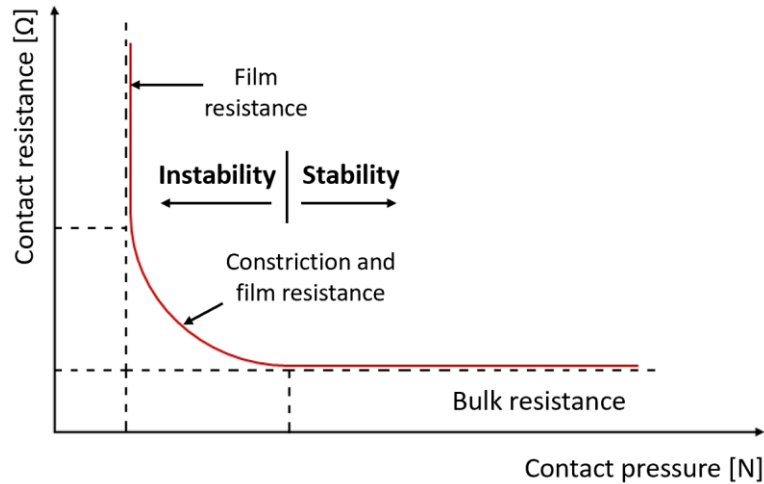 Contact resistance [Ω]
Film
resistance
Instability
Stability
Constriction and
film resistance
Bulk resistance
Contact pressure [N]